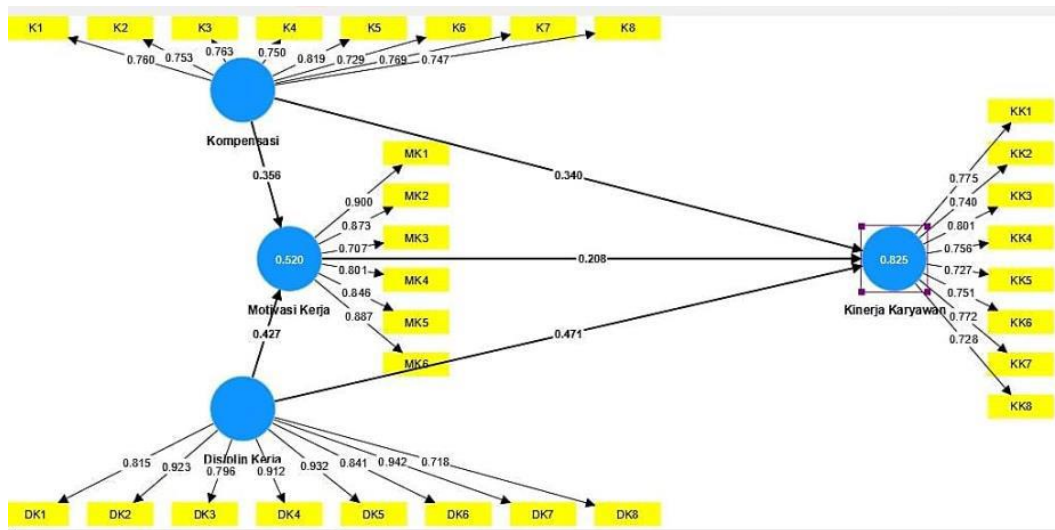 K1 K2 K3 K4 K5 K6 K7 K8
0.760 0.753 0.763 0.750 0.819 0.729 0.769 0.747
Kompensasi
0.356
0.340
MK1
MK2
MK3
MK4
MK5
MK6
0.900
0.873
0.707
0.801
0.846
0.887
0.520
Motivasi Kerja
0.208
0.427
0.471
KK1
KK2
KK3
KK4
KK5
KK6
KK7
KK8
0.775
0.740
0.801
0.756
0.727
0.751
0.772
0.728
0.825
Kinerja Karyawan
Disiplin Kerja
0.815 0.923 0.796 0.912 0.932 0.841 0.942 0.718
DK1 DK2 DK3 DK4 DK5 DK6 DK7 DK8